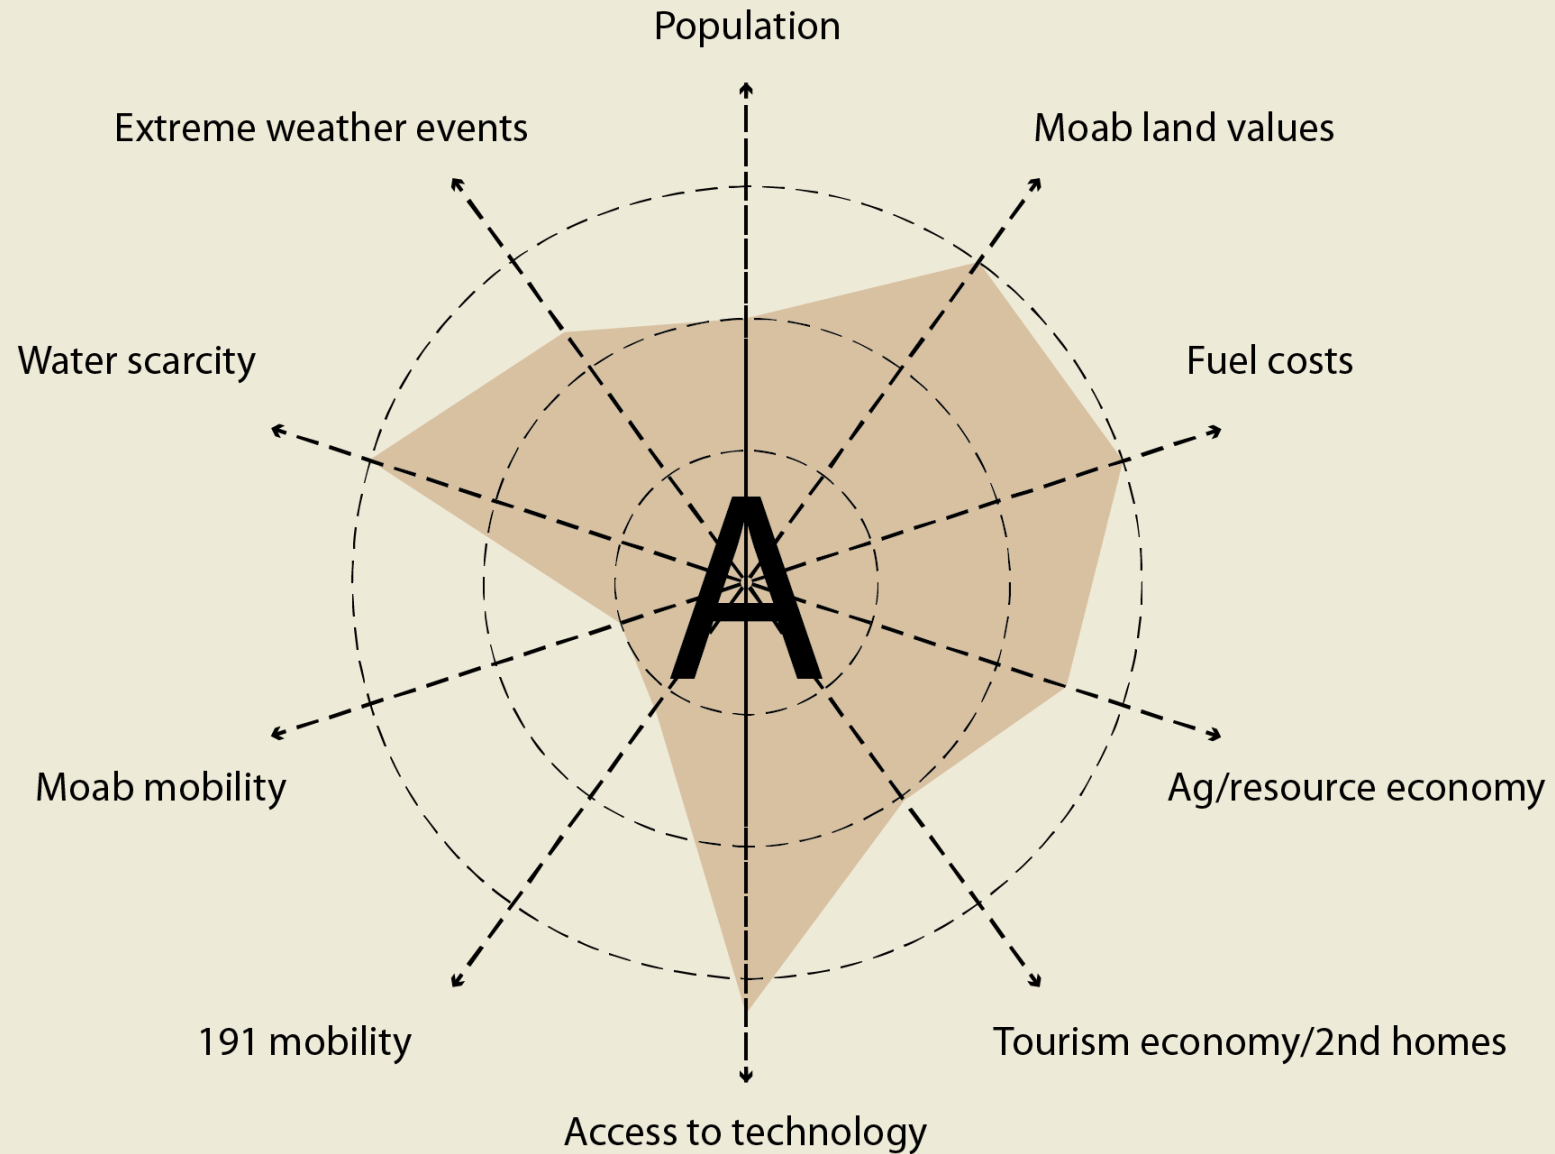 Population
Extreme weather events
Moab land values
Water scarcity
Fuel costs
A
Moab mobility
Ag/resource economy
191 mobility
Tourism economy/2nd homes
Access to technology